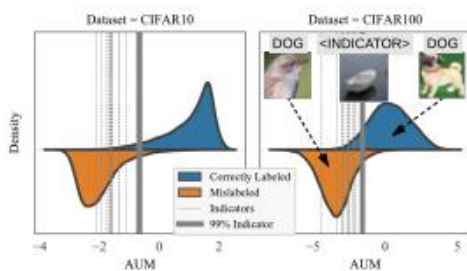 Dataset = CIFAR10
Dataset = CIFAR100
DOG <INDICATOR> DOG
Density
Correctly Labeled
Mislabeled
Indicators
99% Indicator
−4 −2 0 2
−5 0 5
AUM
AUM